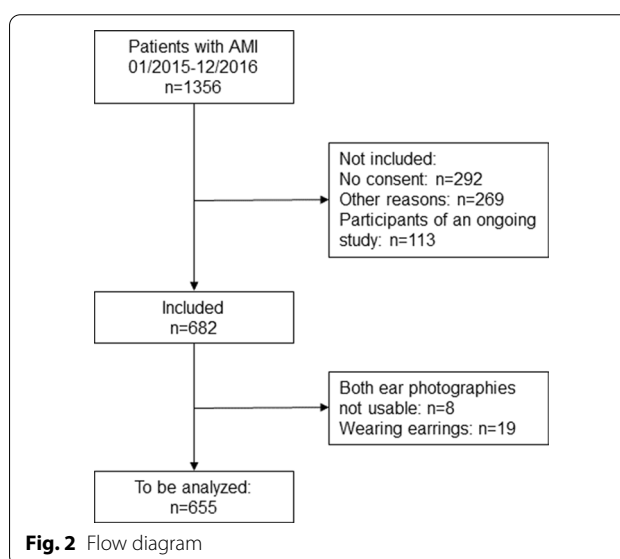 Patients with AMI
01/2015-12/2016
n=1356
Not included:
No consent: n=292
Other reasons: n=269
Participants of an ongoing
study: n=113
Included
n=682
Both ear photographies
not usable: n=8
Wearing earrings: n=19
To be analyzed:
n=655
Fig. 2 Flow diagram